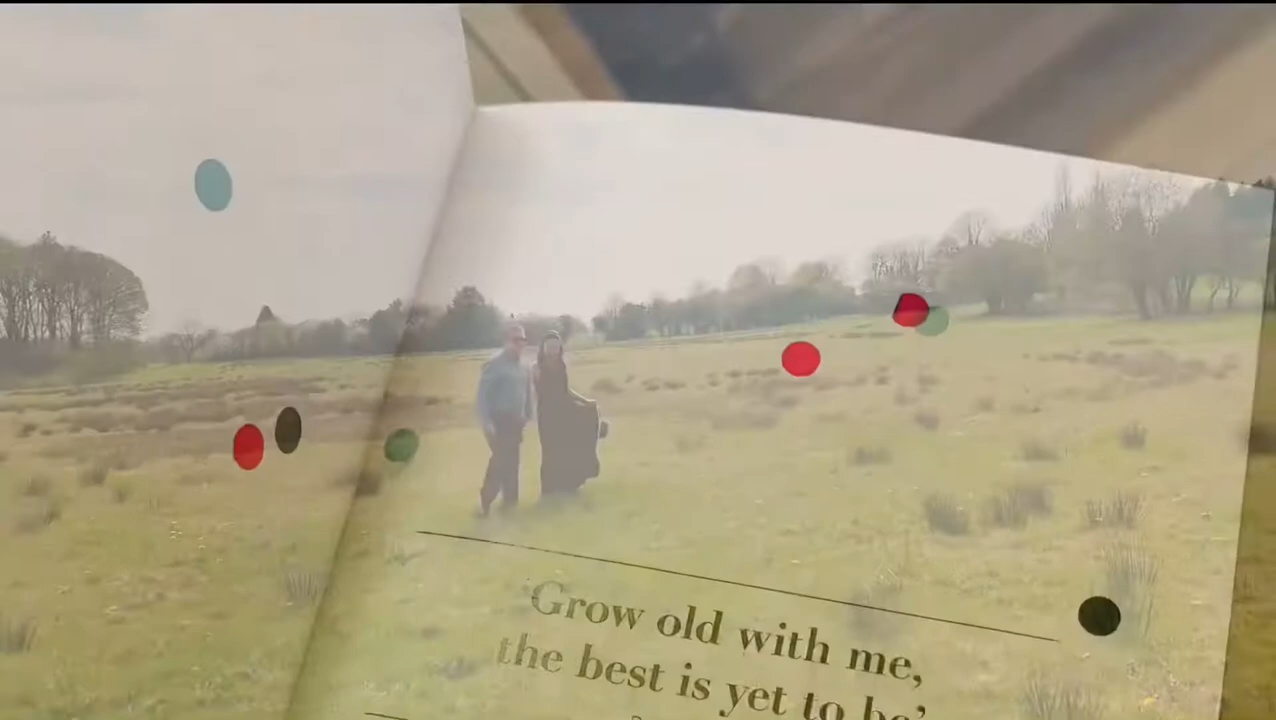 Grow old with me,
the best is yet to be’